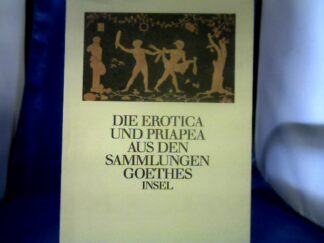 DIE EROTICA
UND PRIAPEA
AUS DEN
SAMMLUNGEN
GOETHES
INSEL